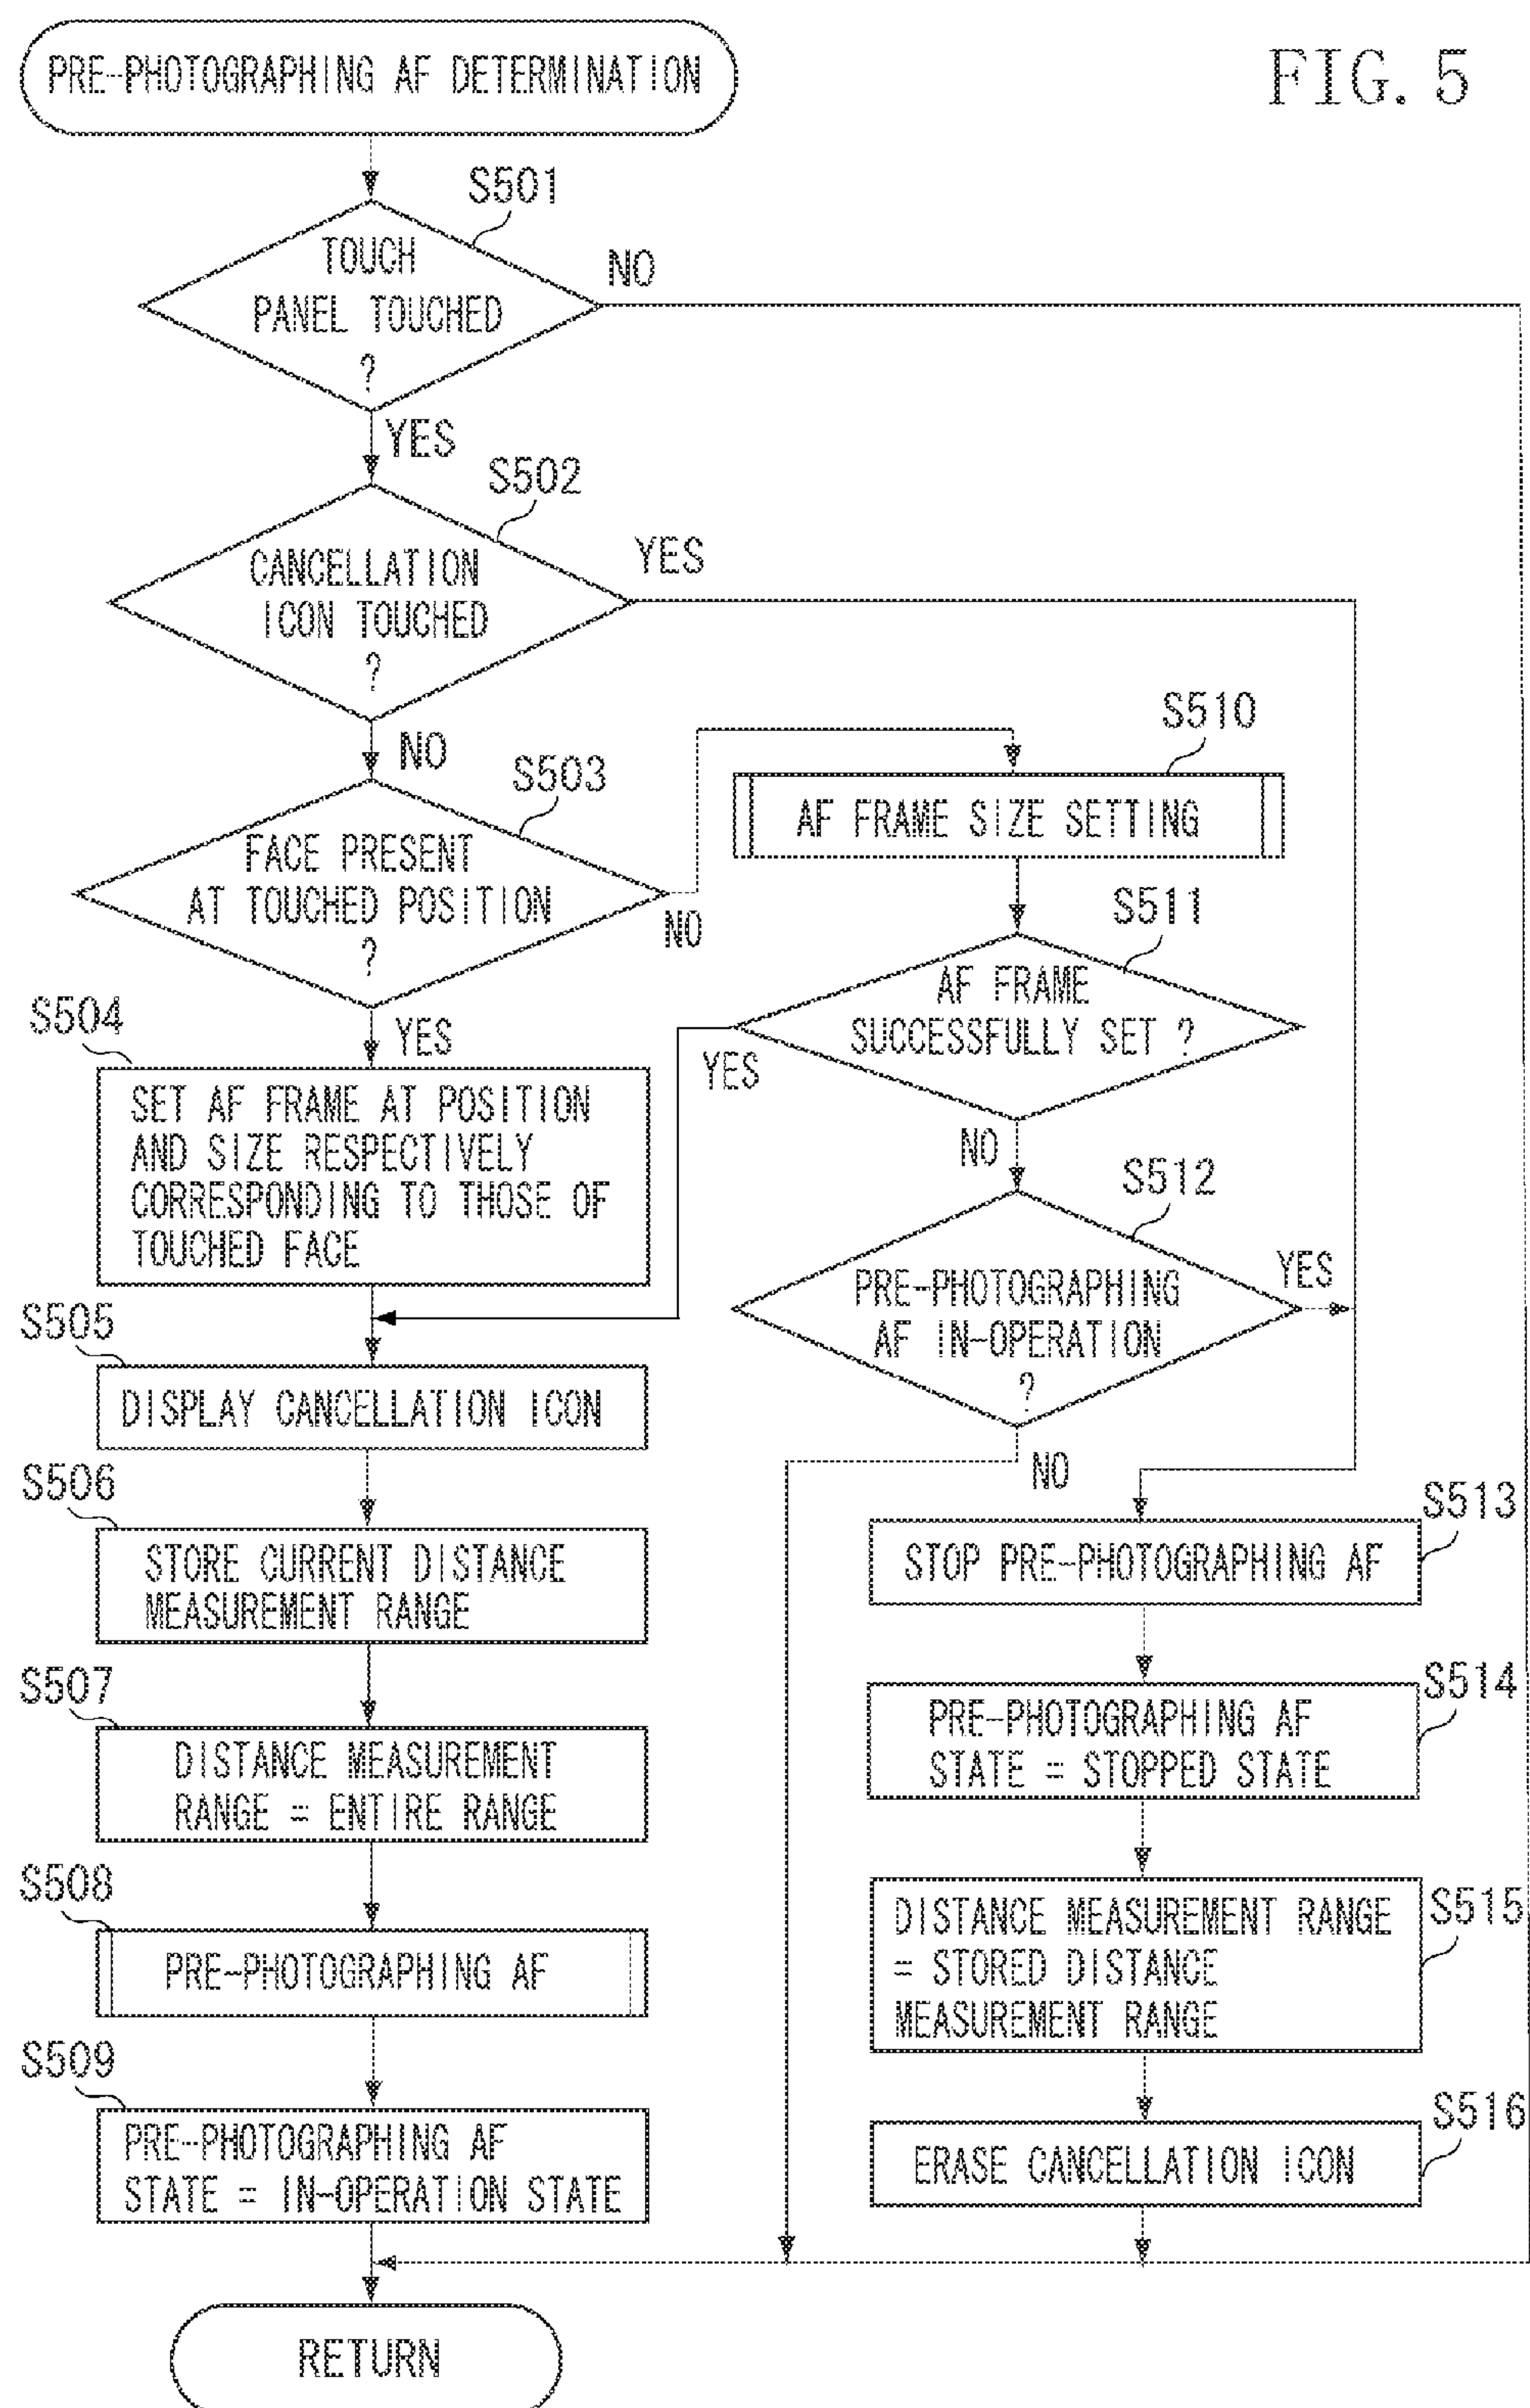 PRE-PHOTOGRAPHING AF DETERMINATION
FIG. 5
S501
TOUCH
PANEL TOUCHED
?
NO
YES
S502
CANCELLATION
ICON TOUCHED
?
YES
NO
S503
FACE PRESENT
AT TOUCHED POSITION
?
NO
YES
S504
SET AF FRAME AT POSITION
AND SIZE RESPECTIVELY
CORRESPONDING TO THOSE OF
TOUCHED FACE
S505
DISPLAY CANCELLATION ICON
S506
STORE CURRENT DISTANCE
MEASUREMENT RANGE
S507
DISTANCE MEASUREMENT
RANGE = ENTIRE RANGE
S508
PRE-PHOTOGRAPHING AF
S509
PRE-PHOTOGRAPHING AF
STATE = IN-OPERATION STATE
S510
AF FRAME SIZE SETTING
S511
AF FRAME
SUCCESSFULLY SET ?
YES
NO
S512
PRE-PHOTOGRAPHING
AF IN-OPERATION
?
YES
NO
S513
STOP PRE-PHOTOGRAPHING AF
S514
PRE-PHOTOGRAPHING AF
STATE = STOPPED STATE
S515
DISTANCE MEASUREMENT RANGE
= STORED DISTANCE
MEASUREMENT RANGE
S516
ERASE CANCELLATION ICON
RETURN